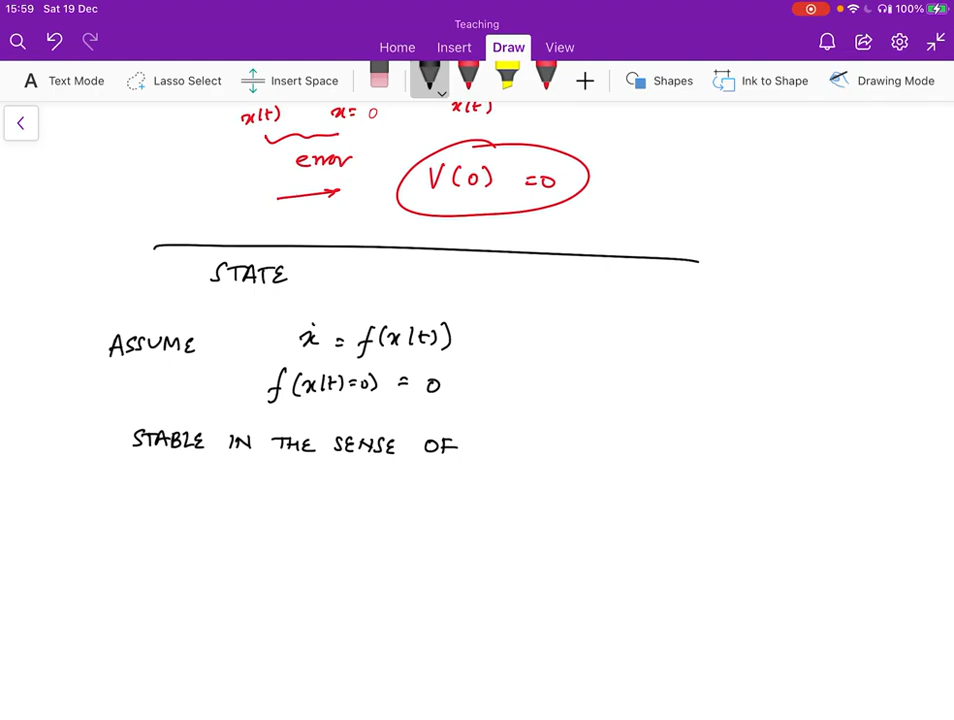 15:59 Sat 19 Dec
100%
Teaching
Home Insert Draw View
A Text Mode Lasso Select Insert Space + Shapes Ink to Shape Drawing Mode
x(t) x = 0 x(t)
error
V(0) = 0
STATE
ASSUME ẋ = f(x(t))
f(x(t)=0) = 0
STABLE IN THE SENSE OF